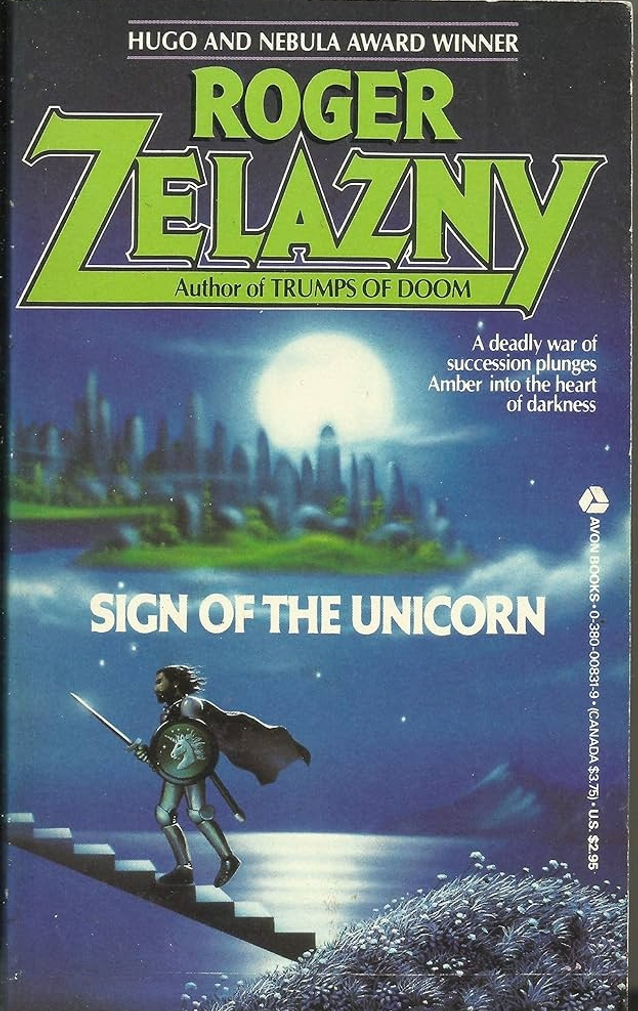 HUGO AND NEBULA AWARD WINNER
ROGER
ZELAZNY
Author of TRUMPS OF DOOM
A deadly war of
succession plunges
Amber into the heart
of darkness
SIGN OF THE UNICORN
AVON BOOKS • 0-380-00831-9 • (CANADA $3.75) • U.S. $2.95